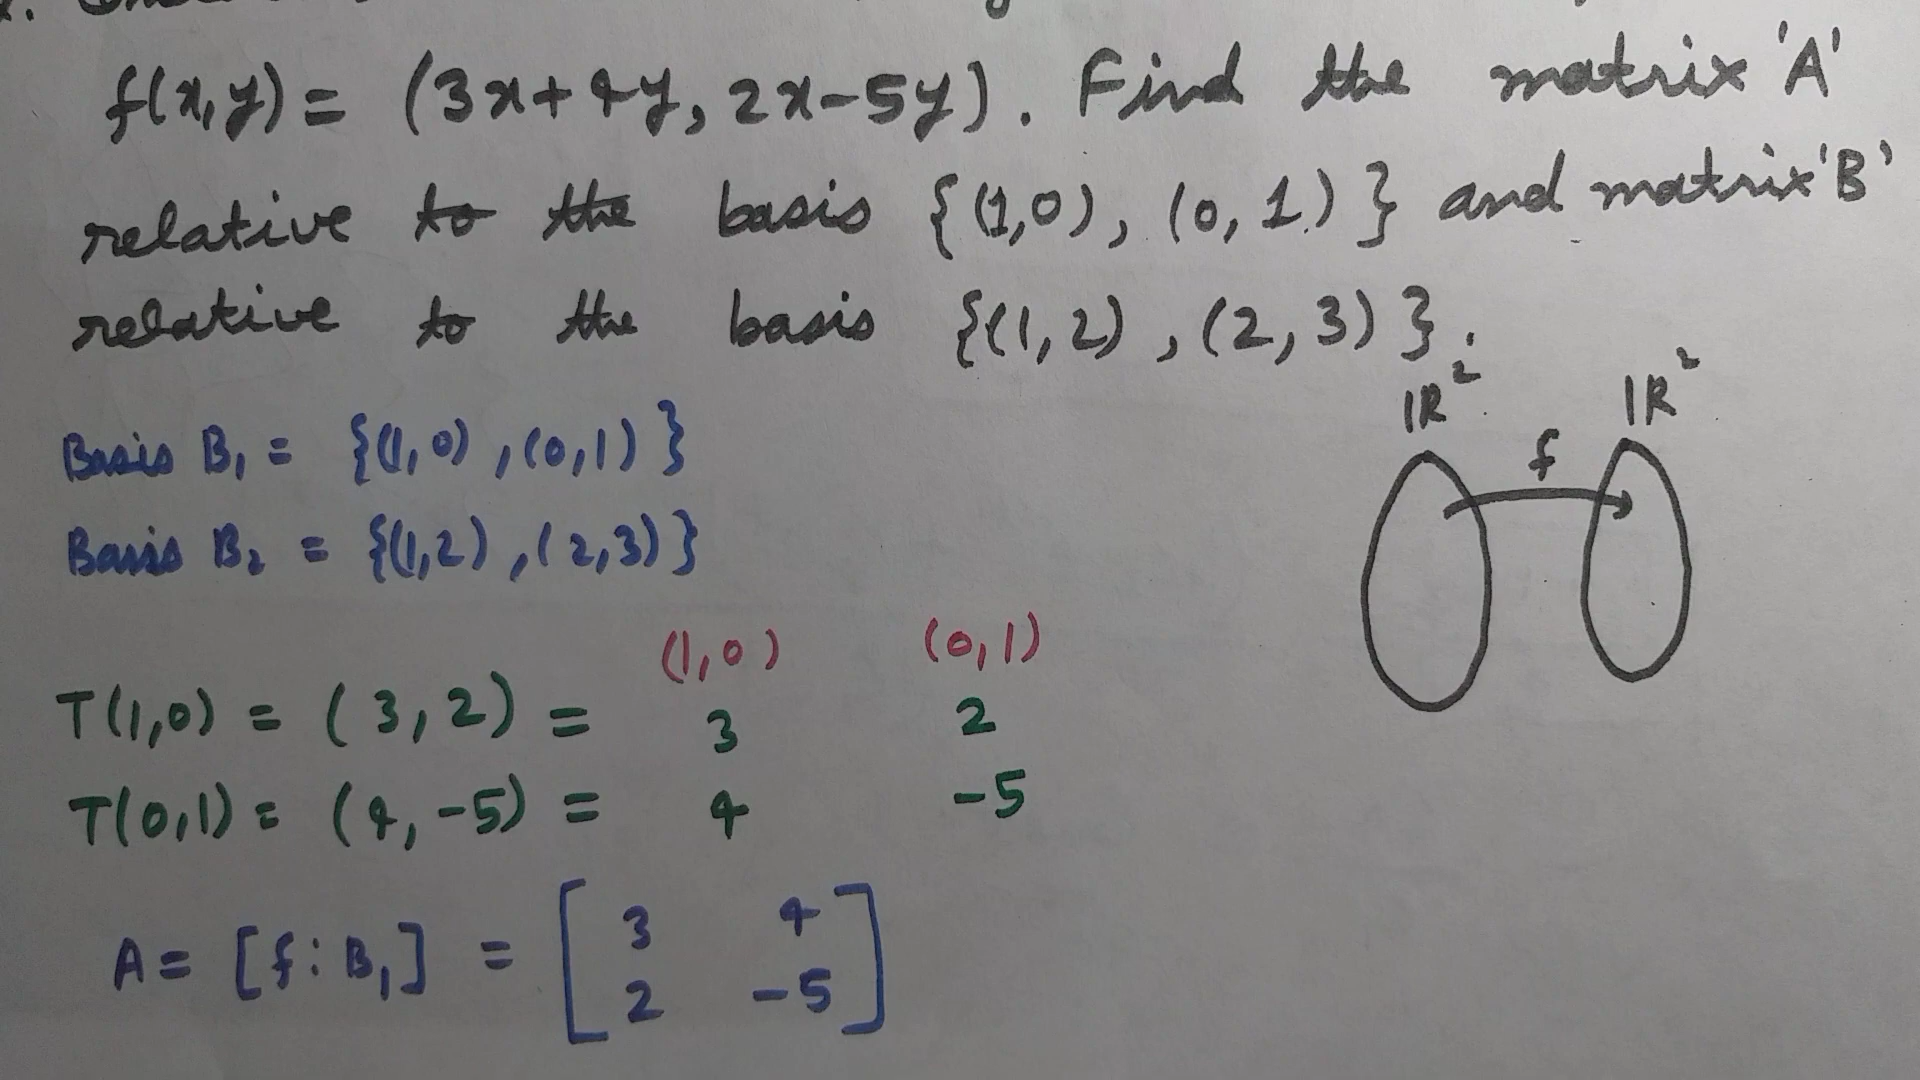 f(x,y) = (3x+4y, 2x-5y). Find the matrix 'A'
relative to the basis {(1,0), (0,1)} and matrix 'B'
relative to the basis {(1,2), (2,3)}.
IR² IR²
f
Basis B₁ = {(1,0), (0,1)}
Basis B₂ = {(1,2), (2,3)}
(1,0) (0,1)
T(1,0) = (3,2) = 3 2
T(0,1) = (4,-5) = 4 -5
A = [f:B₁] = [3 4
2 -5]